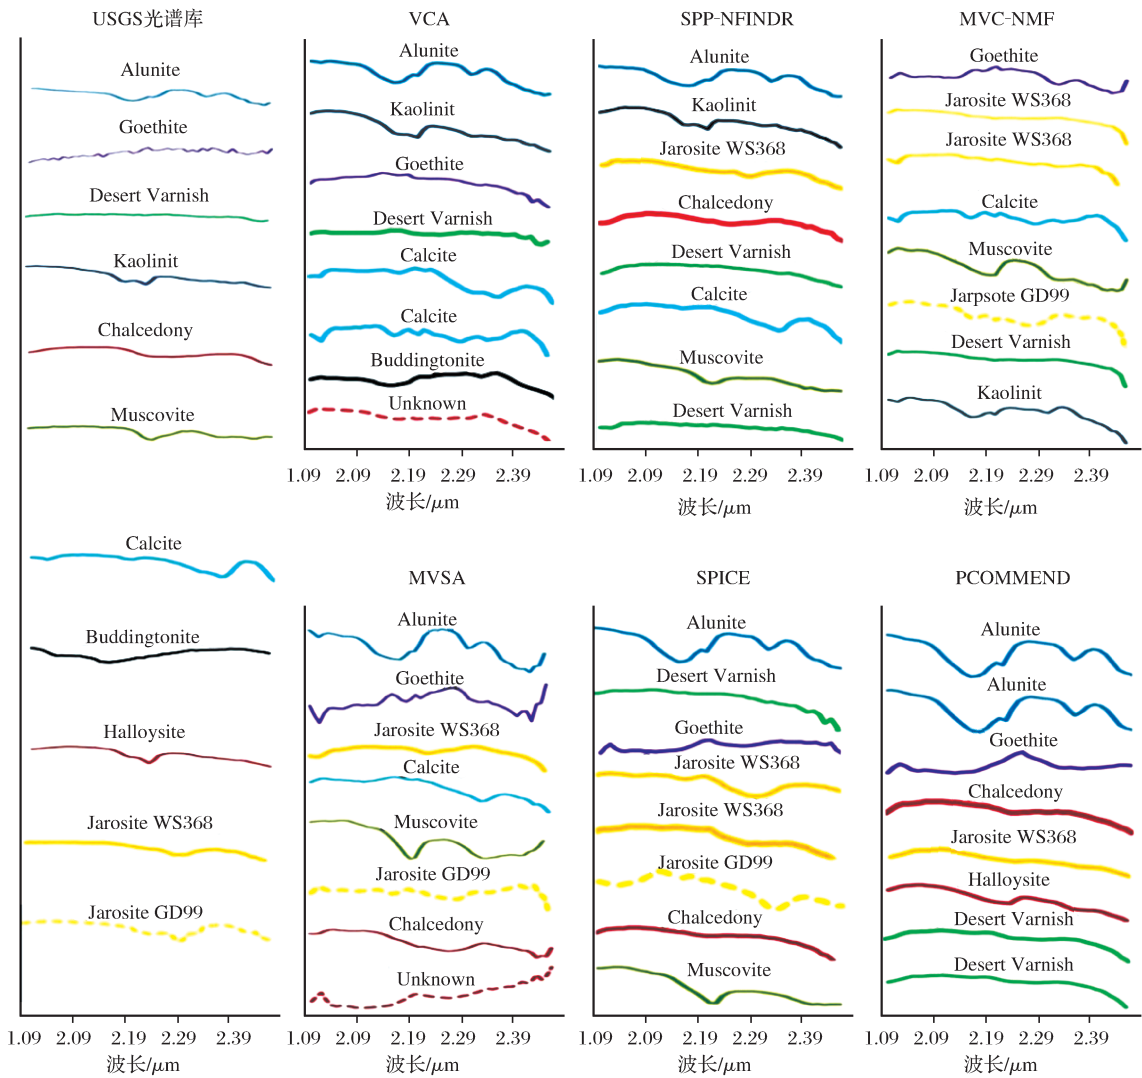 USGS光谱库
Alunite
Goethite
Desert Varnish
Kaolinit
Chalcedony
Muscovite
Calcite
Buddingtonite
Halloysite
Jarosite WS368
Jarosite GD99
1.09 2.09 2.19 2.29 2.39
波长/μm
VCA
Alunite
Kaolinit
Goethite
Desert Varnish
Calcite
Calcite
Buddingtonite
Unknown
1.09 2.09 2.19 2.29 2.39
波长/μm
SPP-NFINDR
Alunite
Kaolinit
Jarosite WS368
Chalcedony
Desert Varnish
Calcite
Muscovite
Desert Varnish
1.09 2.09 2.19 2.29 2.39
波长/μm
MVC-NMF
Goethite
Jarosite WS368
Jarosite WS368
Calcite
Muscovite
Jarpsote GD99
Desert Varnish
Kaolinit
1.09 2.09 2.19 2.29 2.39
波长/μm
MVSA
Alunite
Goethite
Jarosite WS368
Calcite
Muscovite
Jarosite GD99
Chalcedony
Unknown
1.09 2.09 2.19 2.29 2.39
波长/μm
SPICE
Alunite
Desert Varnish
Goethite
Jarosite WS368
Jarosite WS368
Jarosite GD99
Chalcedony
Muscovite
1.09 2.09 2.19 2.29 2.39
波长/μm
PCOMMEND
Alunite
Alunite
Goethite
Chalcedony
Jarosite WS368
Halloysite
Desert Varnish
Desert Varnish
1.09 2.09 2.19 2.29 2.39
波长/μm